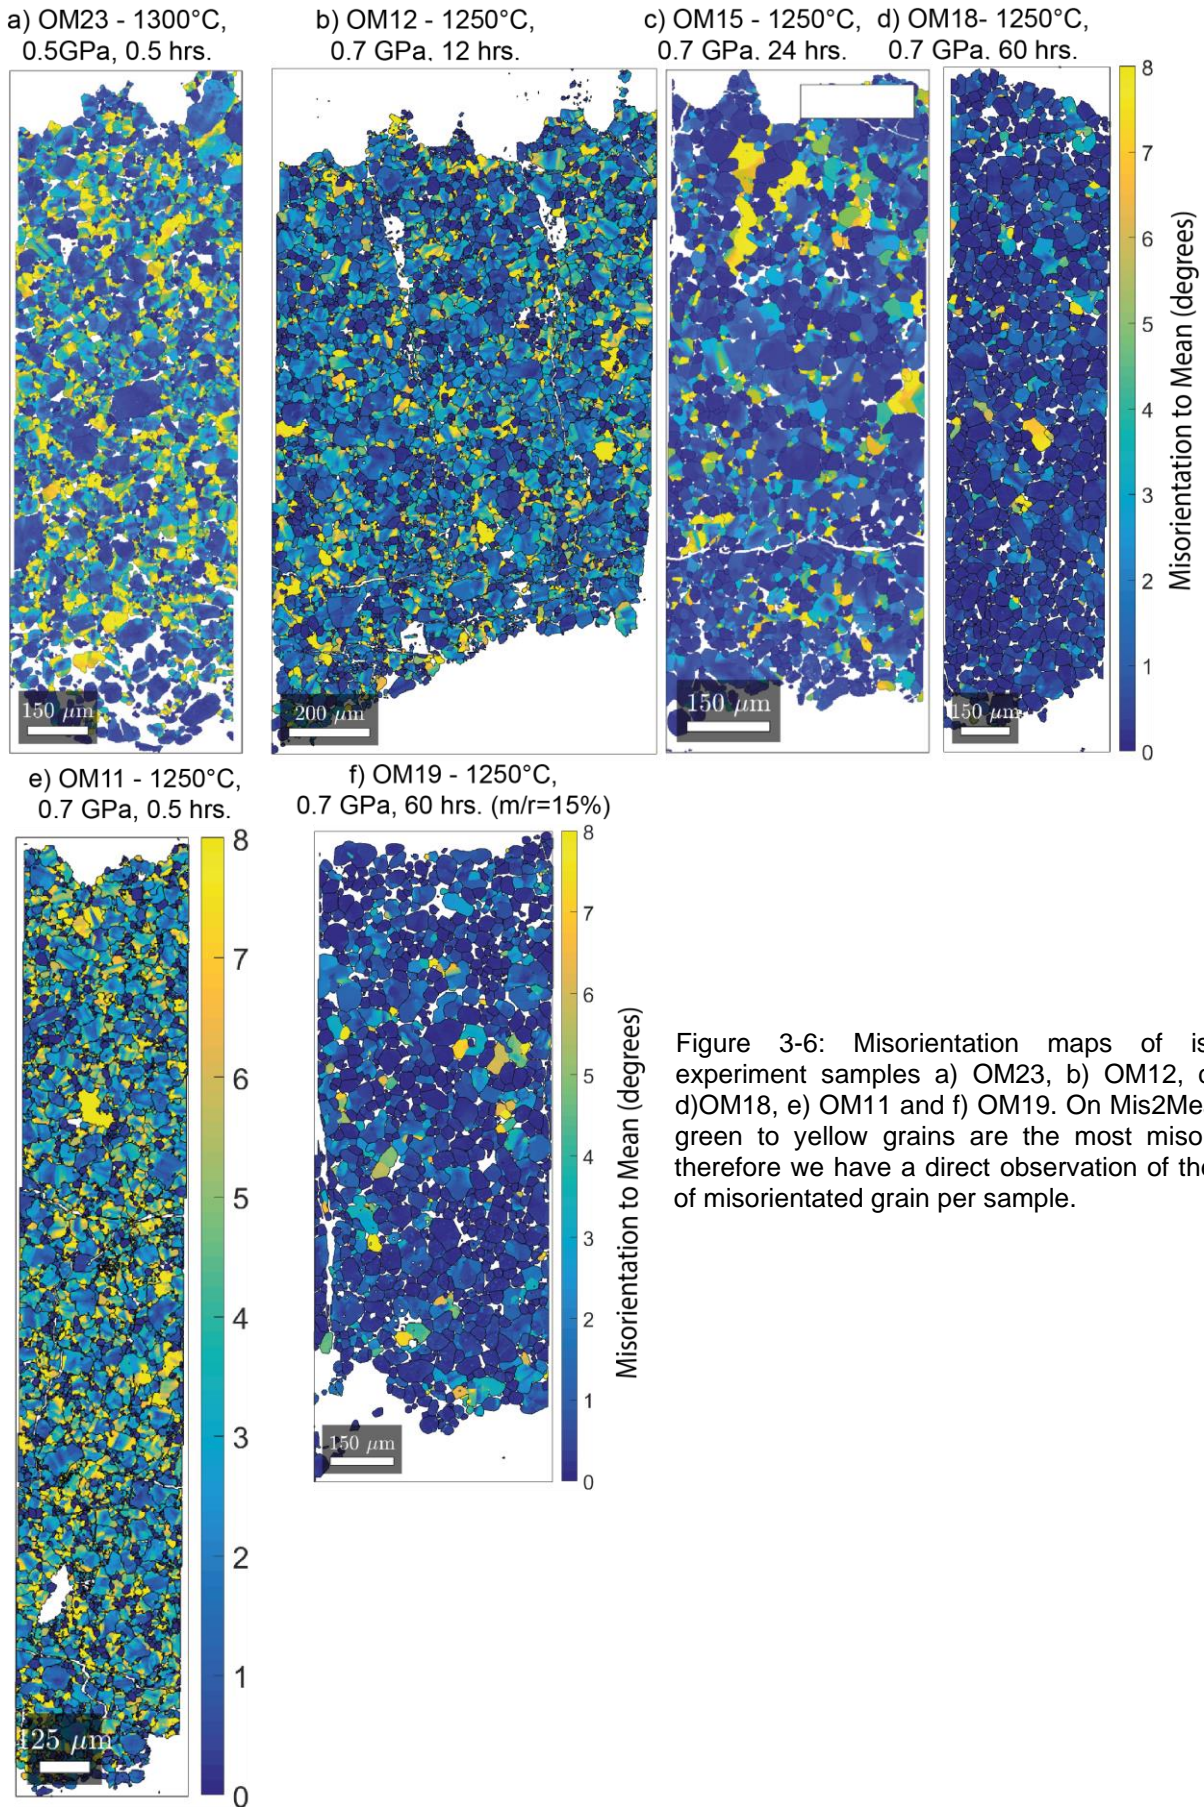 a) OM23 - 1300°C,
0.5GPa, 0.5 hrs.
b) OM12 - 1250°C,
0.7 GPa. 12 hrs.
c) OM15 - 1250°C,
0.7 GPa. 24 hrs.
d) OM18- 1250°C,
0.7 GPa. 60 hrs.
150 μm
200 μm
150 μm
150 μm
8
7
6
5
4
3
2
1
0
Misorientation to Mean (degrees)
e) OM11 - 1250°C,
0.7 GPa, 0.5 hrs.
125 μm
8
7
6
5
4
3
2
1
0
f) OM19 - 1250°C,
0.7 GPa, 60 hrs. (m/r=15%)
150 μm
8
7
6
5
4
3
2
1
0
Misorientation to Mean (degrees)
Figure 3-6: Misorientation maps of
experiment samples a) OM23, b) OM12,
d)OM18, e) OM11 and f) OM19. On
green to yellow grains are the most
therefore we have a direct observation of
of misorientated grain per sample.